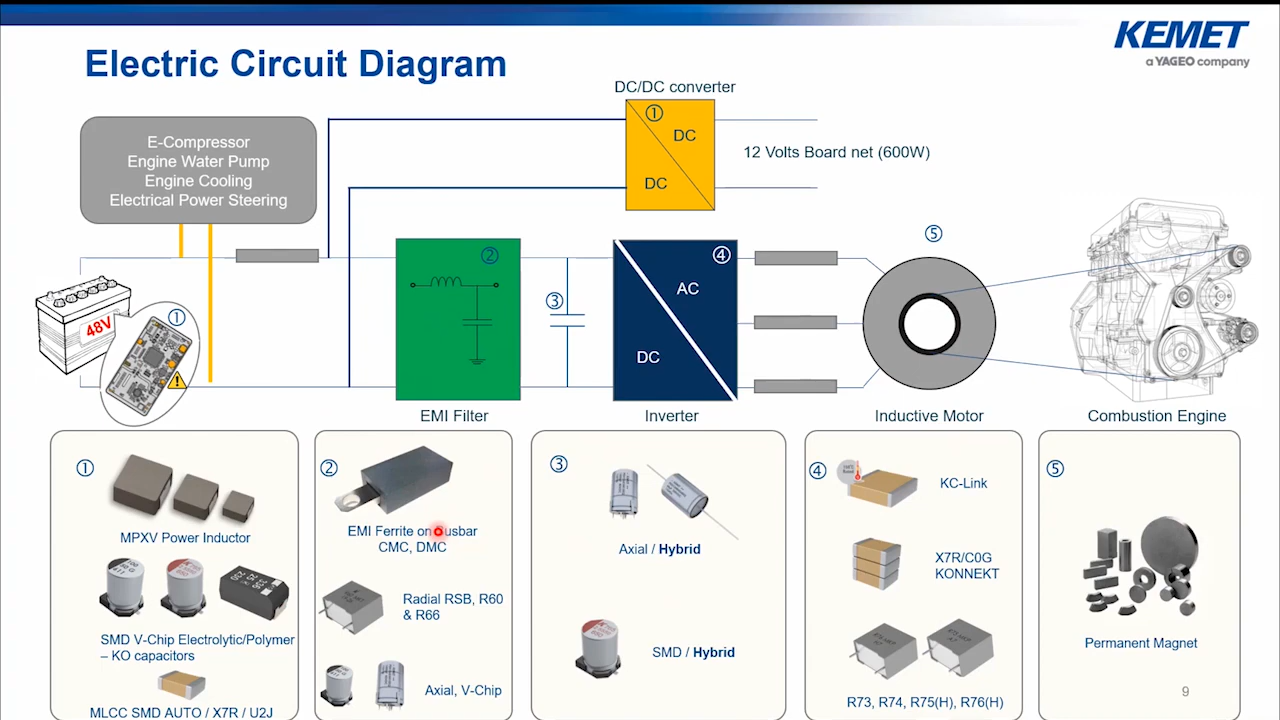 KEMET
a YAGEO company
Electric Circuit Diagram
DC/DC converter
①
DC
DC
12 Volts Board net (600W)
E-Compressor
Engine Water Pump
Engine Cooling
Electrical Power Steering
48V
①
②
③
④
AC
DC
⑤
EMI Filter
Inverter
Inductive Motor
Combustion Engine
①
MPXV Power Inductor
SMD V-Chip Electrolytic/Polymer
– KO capacitors
MLCC SMD AUTO / X7R / U2J
②
EMI Ferrite on
CMC, DMC
Radial RSB, R60
& R66
Axial, V-Chip
③
Axial / Hybrid
SMD / Hybrid
④
KC-Link
X7R/C0G
KONNEKT
R73, R74, R75(H), R76(H)
⑤
Permanent Magnet
9